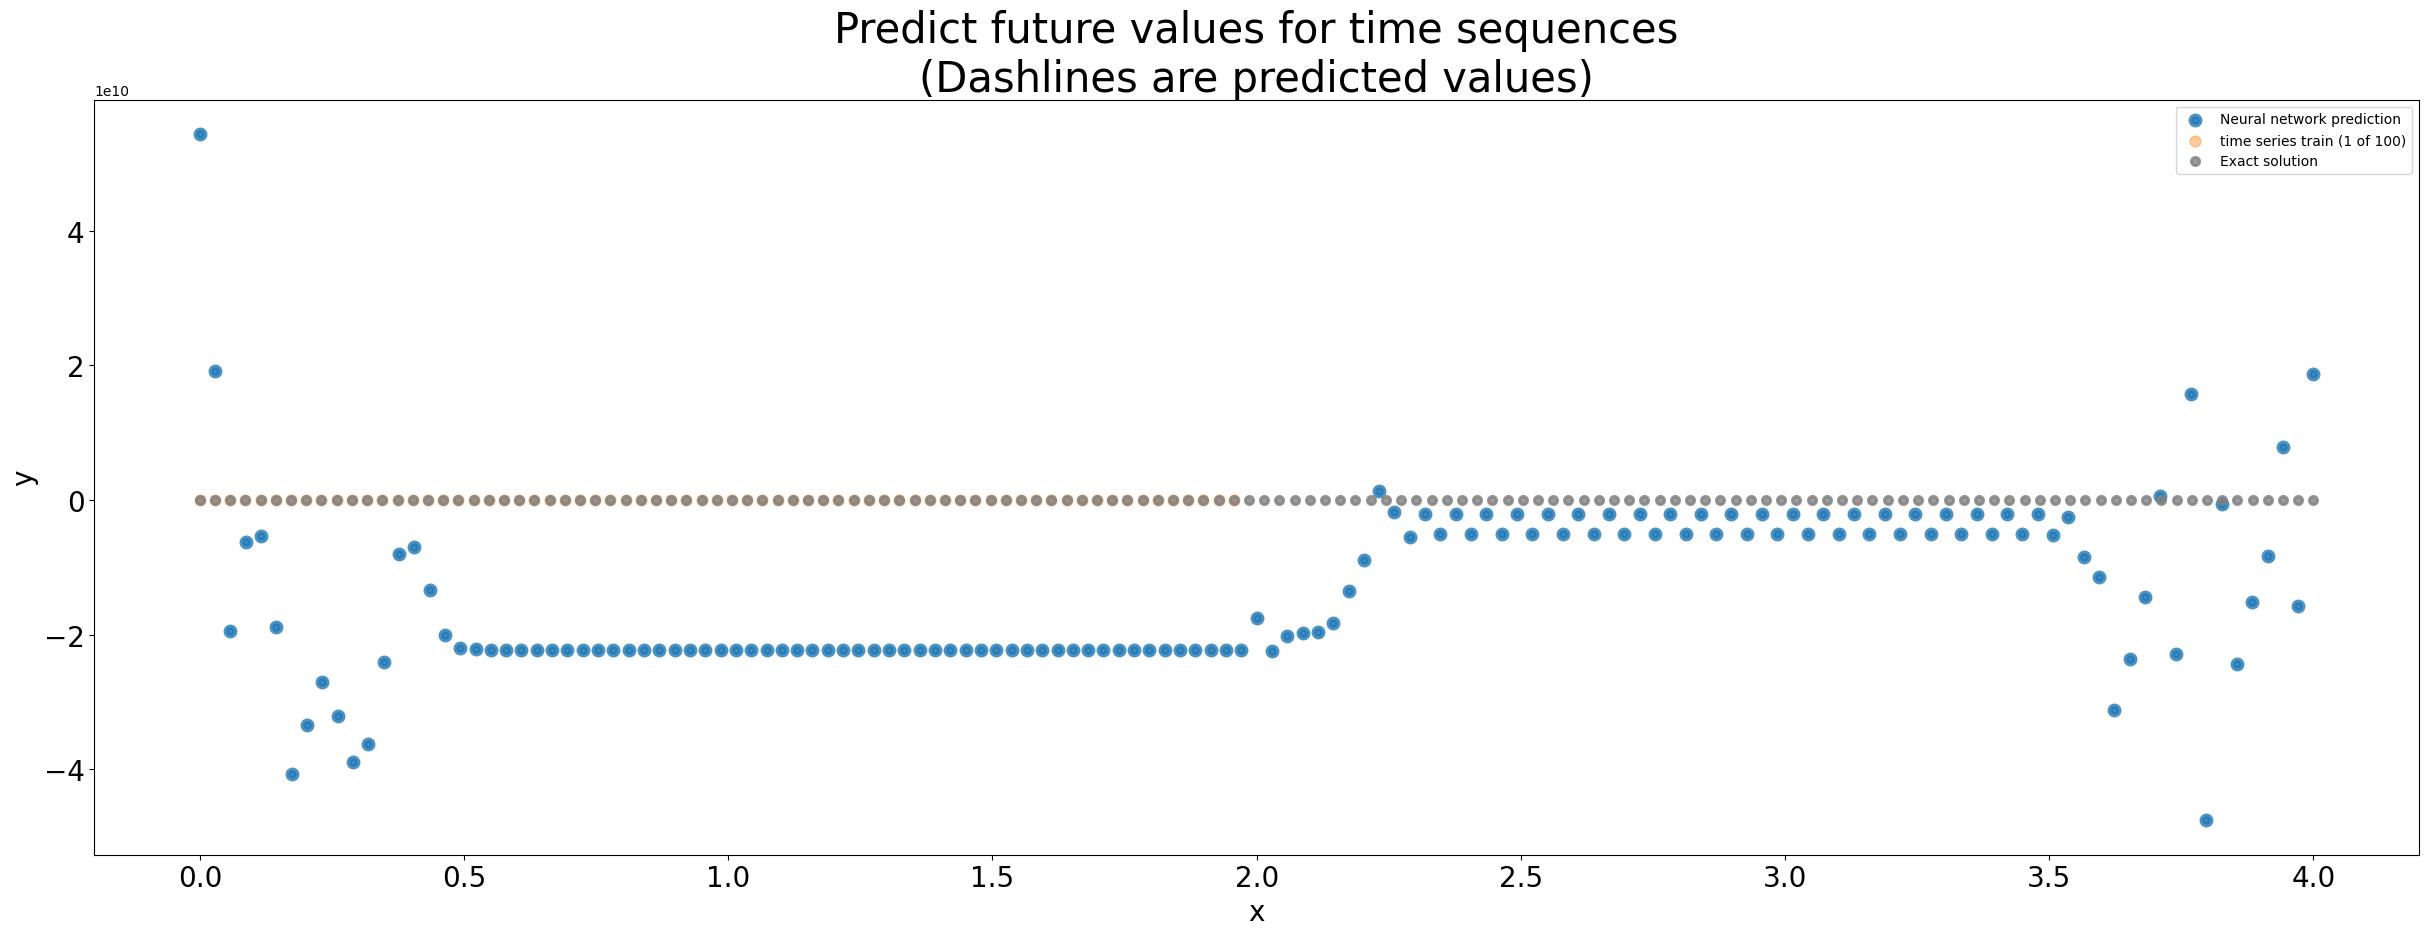 Predict future values for time sequences
(Dashlines are predicted values)
1e10
Neural network prediction
time series train (1 of 100)
Exact solution
4
2
0
−2
−4
y
0.0 0.5 1.0 1.5 2.0 2.5 3.0 3.5 4.0
x